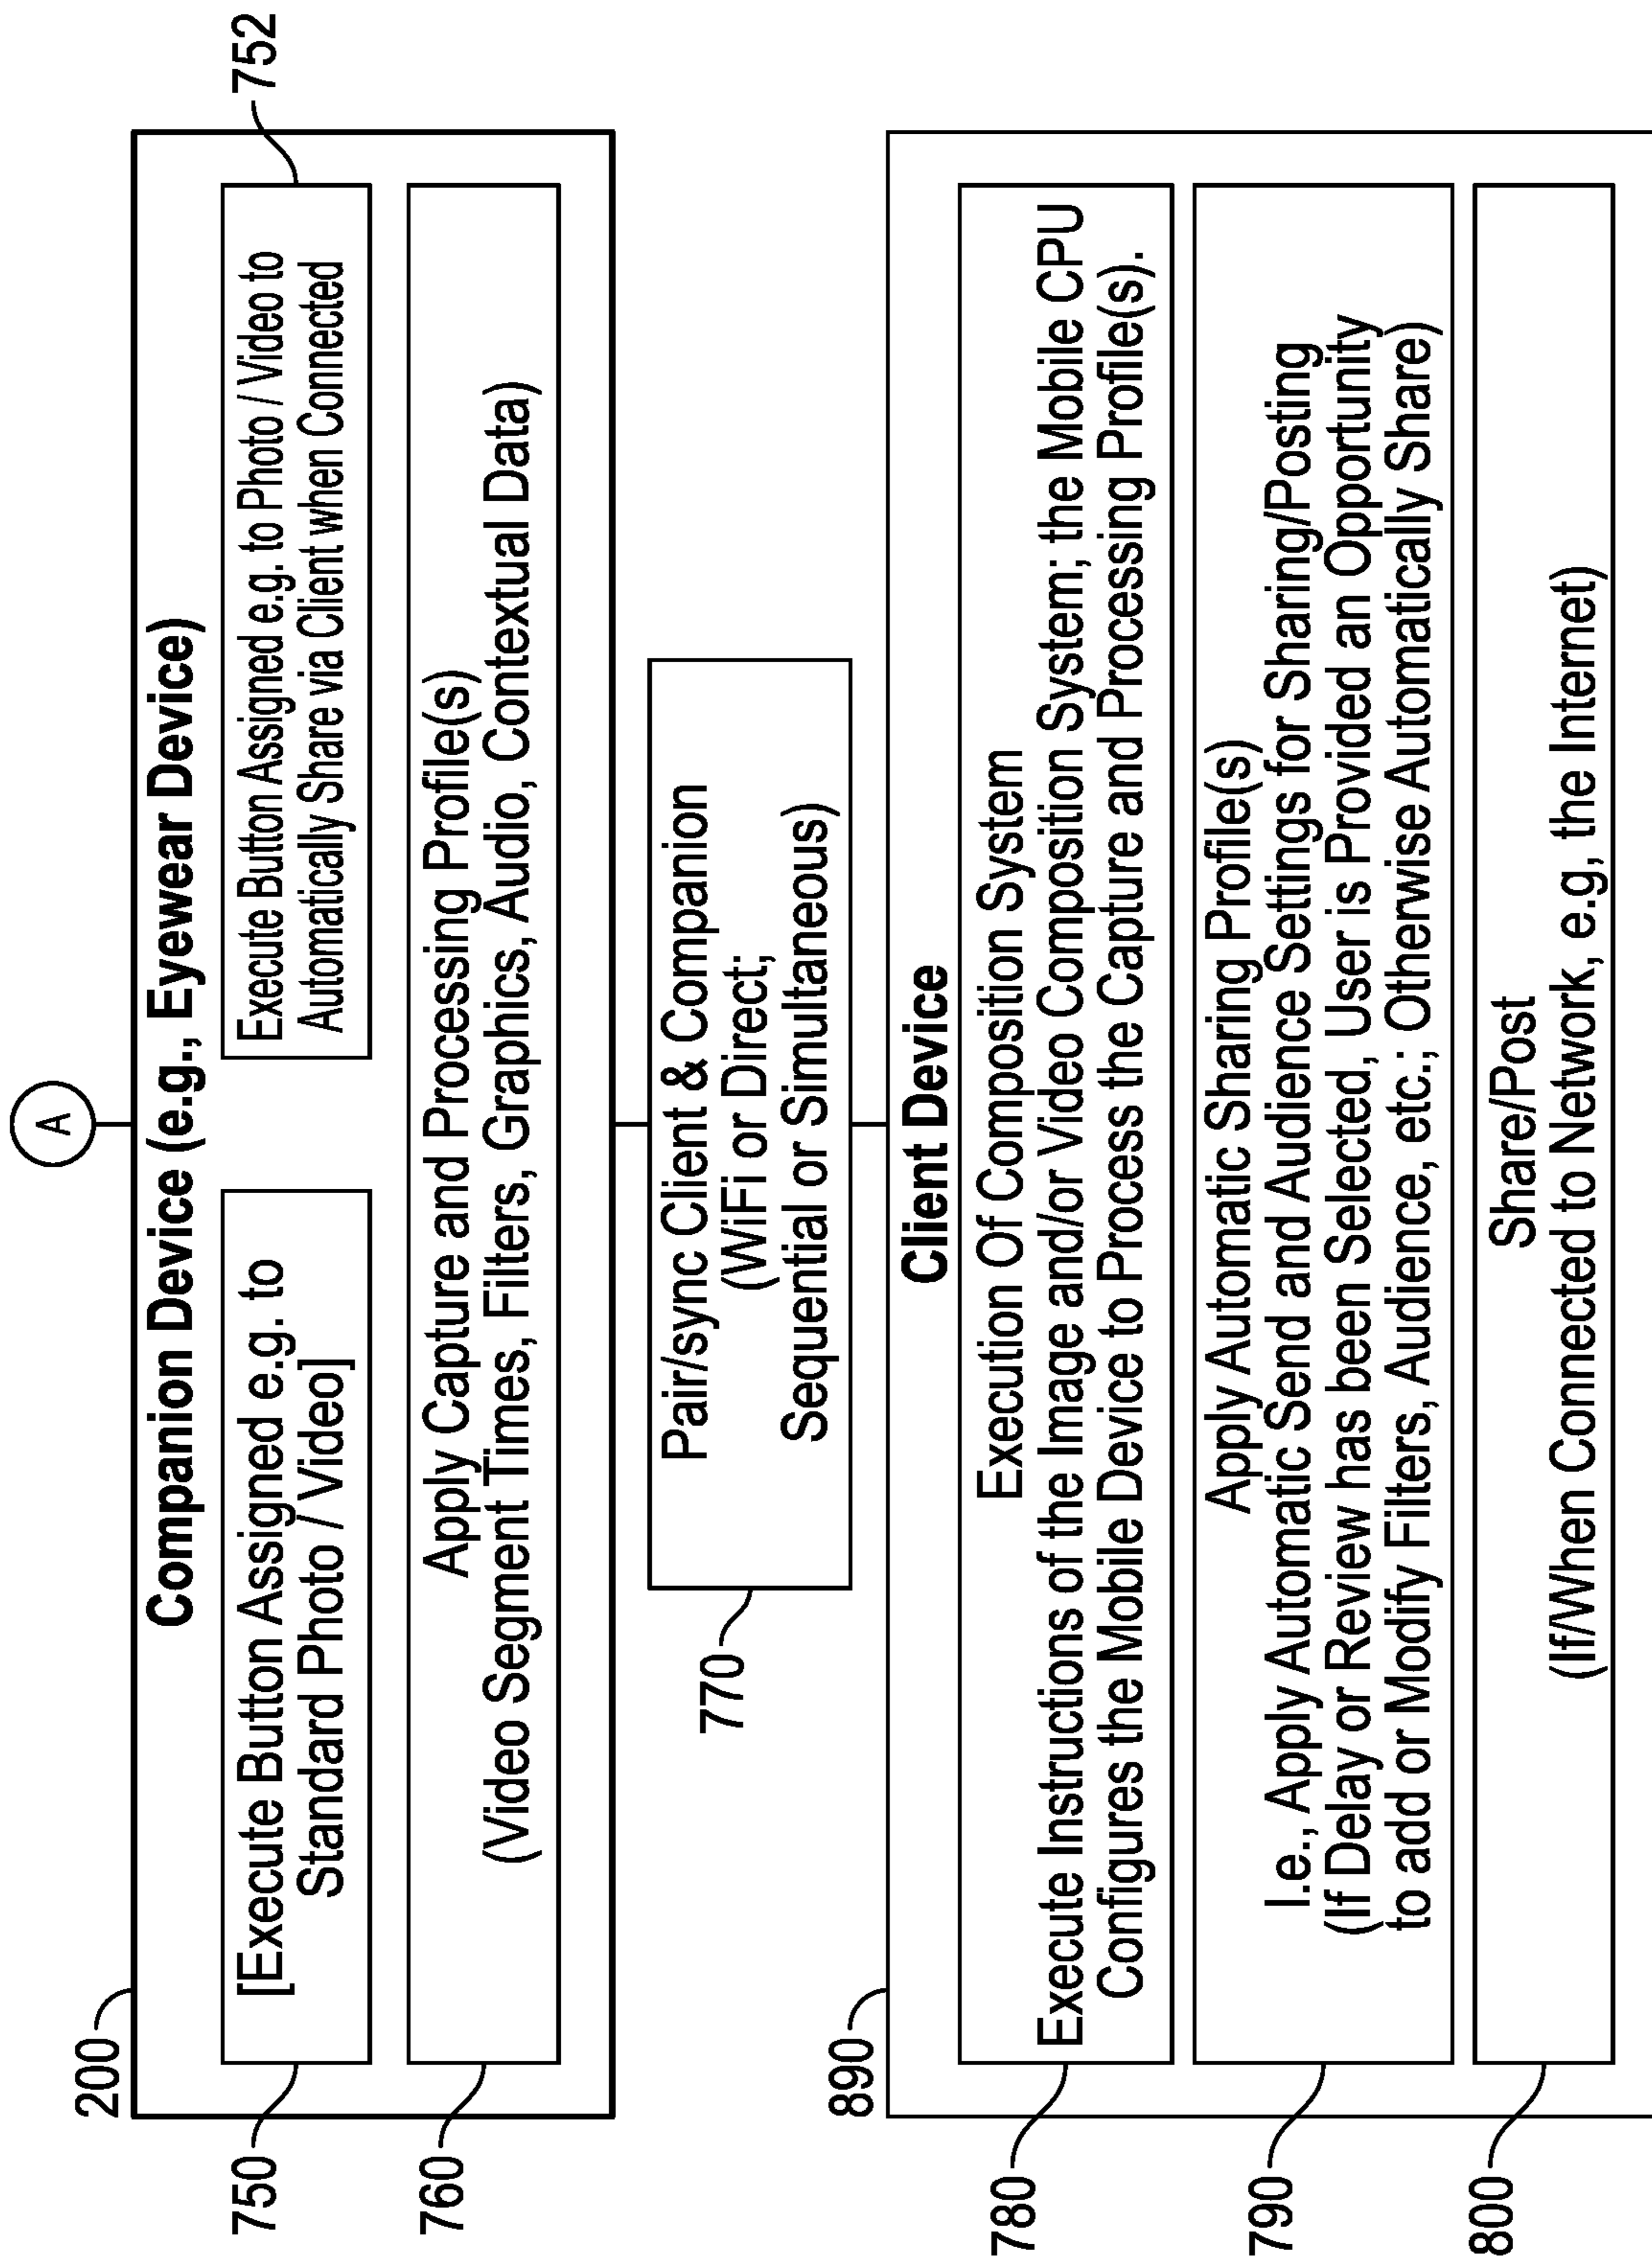 A
200
Companion Device (e.g., Eyewear Device)
750
[Execute Button Assigned e.g. to
Standard Photo / Video]
752
Execute Button Assigned e.g. to Photo / Video to
Automatically Share via Client when Connected
760
Apply Capture and Processing Profile(s)
(Video Segment Times, Filters, Graphics, Audio, Contextual Data)
770
Pair/sync Client & Companion
(WiFi or Direct;
Sequential or Simultaneous)
890
Client Device
780
Execution Of Composition System
Execute Instructions of the Image and/or Video Composition System; the Mobile CPU
Configures the Mobile Device to Process the Capture and Processing Profile(s).
790
Apply Automatic Sharing Profile(s)
I.e., Apply Automatic Send and Audience Settings for Sharing/Posting
(If Delay or Review has been Selected, User is Provided an Opportunity
to add or Modify Filters, Audience, etc.; Otherwise Automatically Share)
800
Share/Post
(If/When Connected to Network, e.g, the Internet)